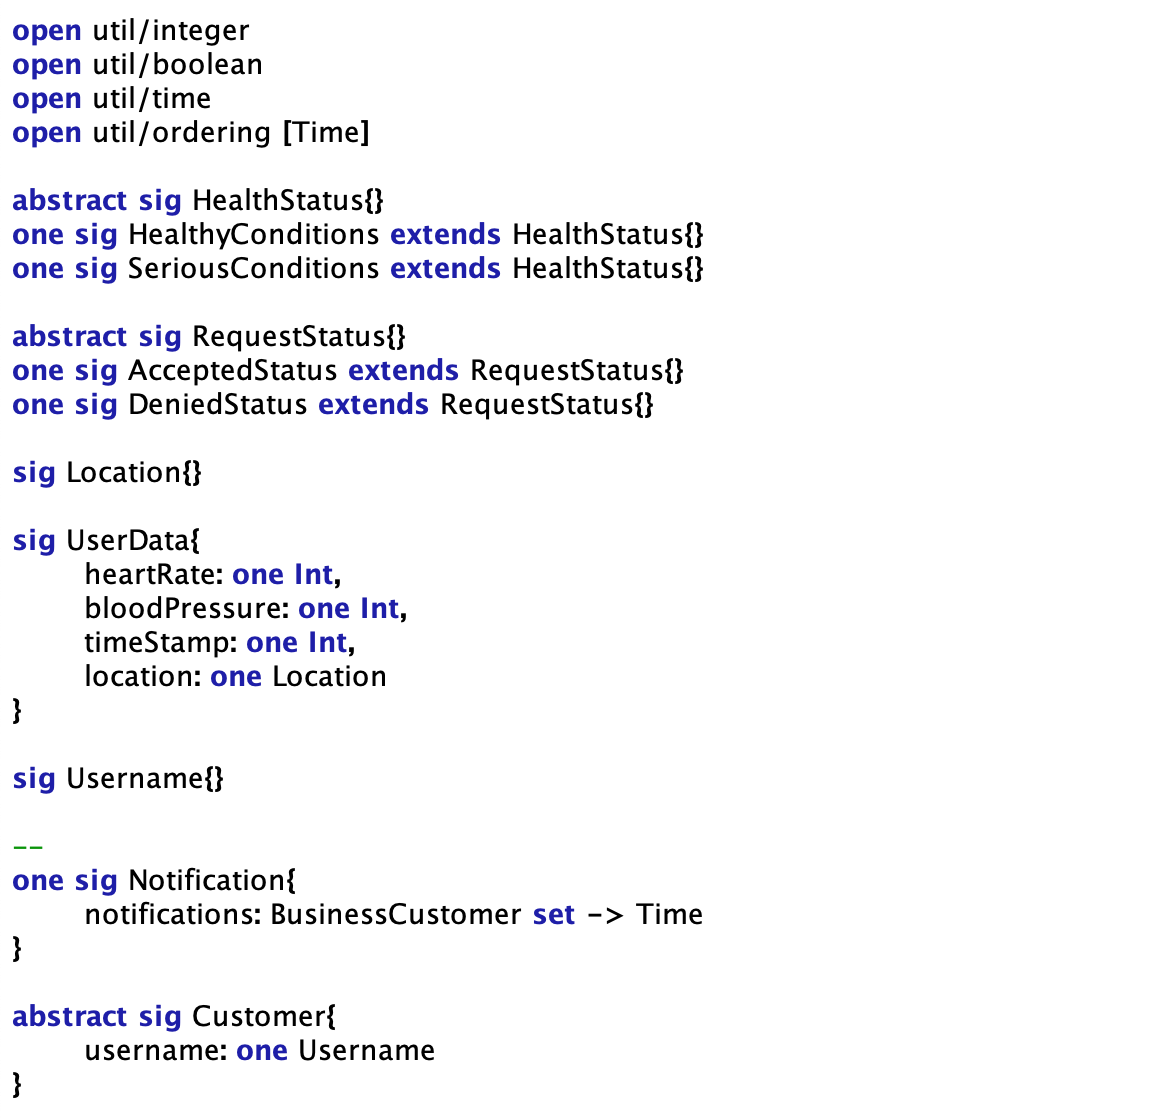 open util/integer
open util/boolean
open util/time
open util/ordering [Time]
abstract sig HealthStatus{}
one sig HealthyConditions extends HealthStatus{}
one sig SeriousConditions extends HealthStatus{}
abstract sig RequestStatus{}
one sig AcceptedStatus extends RequestStatus{}
one sig DeniedStatus extends RequestStatus{}
sig Location{}
sig UserData{
heartRate: one Int,
bloodPressure: one Int,
timeStamp: one Int,
location: one Location
}
sig Username{}
--
one sig Notification{
notifications: BusinessCustomer set -> Time
}
abstract sig Customer{
username: one Username
}